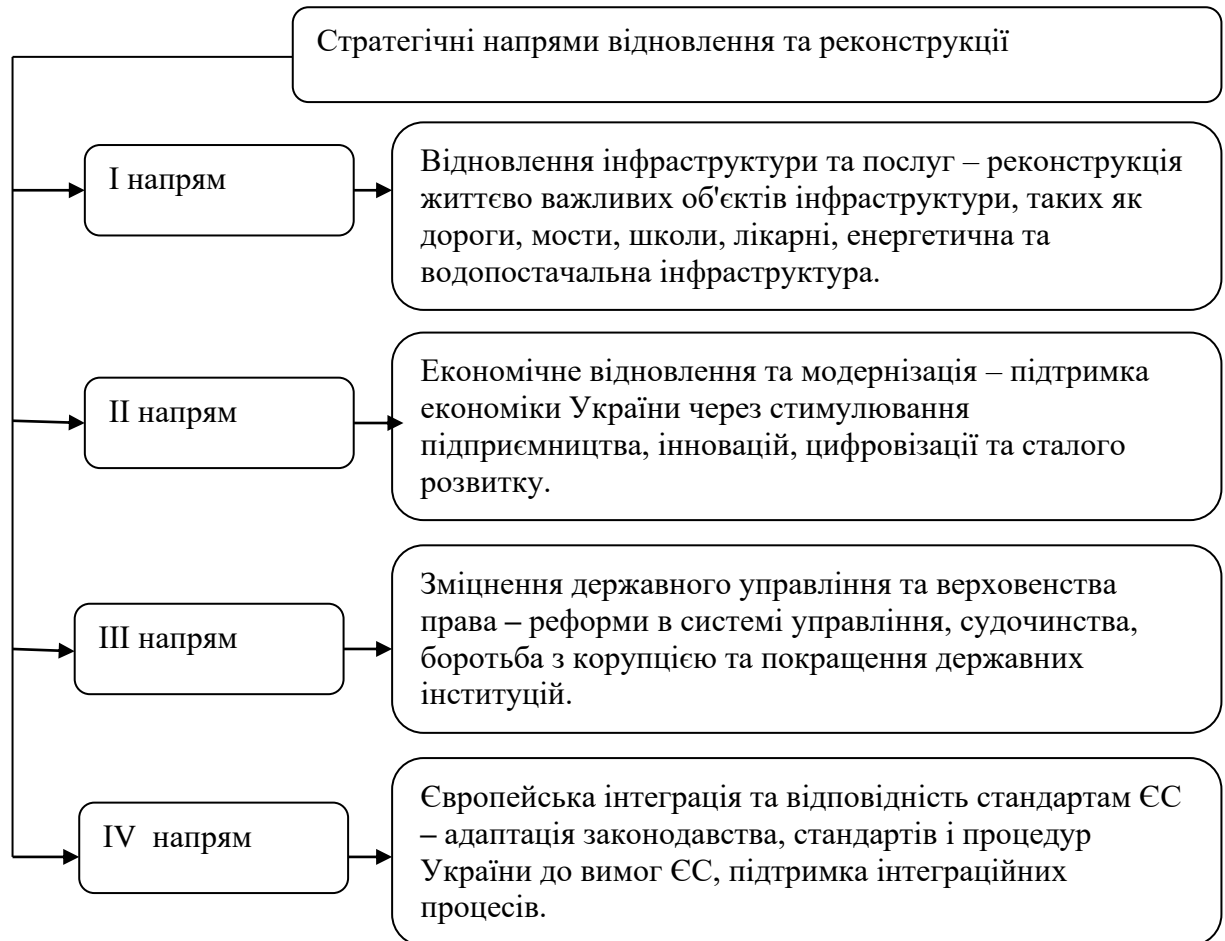 Стратегічні напрями відновлення та реконструкції
І напрям
Відновлення інфраструктури та послуг – реконструкція
життєво важливих об'єктів інфраструктури, таких як
дороги, мости, школи, лікарні, енергетична та
водопостачальна інфраструктура.
ІІ напрям
Економічне відновлення та модернізація – підтримка
економіки України через стимулювання
підприємництва, інновацій, цифровізації та сталого
розвитку.
ІІІ напрям
Зміцнення державного управління та верховенства
права – реформи в системі управління, судочинства,
боротьба з корупцією та покращення державних
інституцій.
IV напрям
Європейська інтеграція та відповідність стандартам ЄС
– адаптація законодавства, стандартів і процедур
України до вимог ЄС, підтримка інтеграційних
процесів.